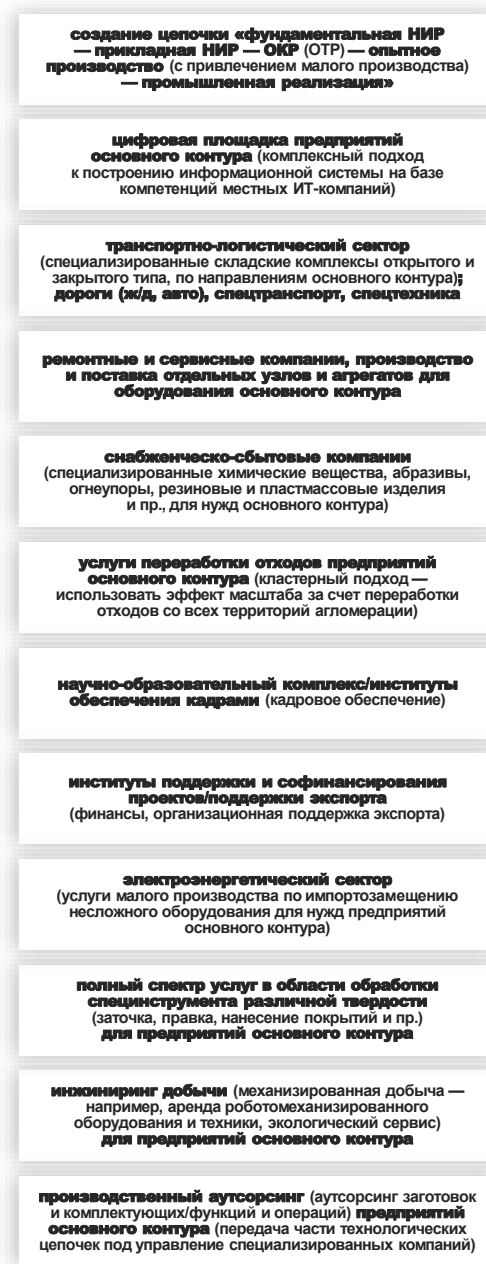 создание цепочки «фундаментальная НИР
— прикладная НИР — ОКР (ОТР) — опытное
производство (с привлечением малого производства)
— промышленная реализация»
цифровая площадка предприятий
основного контура (комплексный подход
к построению информационной системы на базе
компетенций местных ИТ-компаний)
транспортно-логистический сектор
(специализированные складские комплексы открытого и
закрытого типа, по направлениям основного контура);
дороги (ж/д, авто), спецтранспорт, спецтехника
ремонтные и сервисные компании, производство
и поставка отдельных узлов и агрегатов для
оборудования основного контура
снабженческо-сбытовые компании
(специализированные химические вещества, абразивы,
огнеупоры, резиновые и пластмассовые изделия
и пр., для нужд основного контура)
услуги переработки отходов предприятий
основного контура (кластерный подход —
использовать эффект масштаба за счет переработки
отходов со всех территорий агломерации)
научно-образовательный комплекс/институты
обеспечения кадрами (кадровое обеспечение)
институты поддержки и софинансирования
проектов/поддержки экспорта
(финансы, организационная поддержка экспорта)
электроэнергетический сектор
(услуги малого производства по импортозамещению
несложного оборудования для нужд предприятий
основного контура)
полный спектр услуг в области обработки
специнструмента различной твердости
(заточка, правка, нанесение покрытий и пр.)
для предприятий основного контура
инжиниринг добычи (механизированная добыча —
например, аренда роботомеханизированного
оборудования и техники, экологический сервис)
для предприятий основного контура
производственный аутсорсинг (аутсорсинг заготовок
и комплектующих/функций и операций) предприятий
основного контура (передача части технологических
цепочек под управление специализированных компаний)